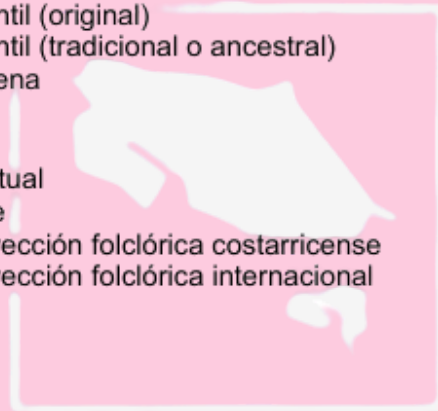 ntil (original)
ntil (tradicional o ancestral)
ena
tual
e
ección folclórica costarricense
ección folclórica internacional